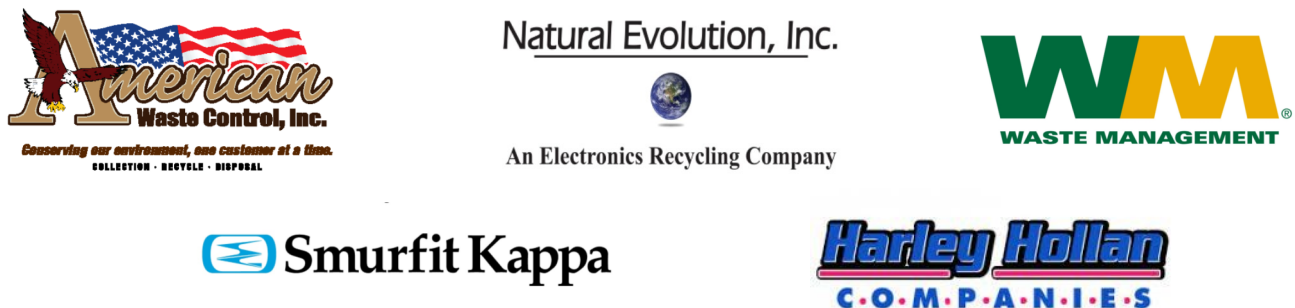 American
Waste Control, Inc.
Conserving our environment, one customer at a time.
COLLECTION · RECYCLE · DISPOSAL
Natural Evolution, Inc.
An Electronics Recycling Company
WM®
WASTE MANAGEMENT
Smurfit Kappa
Harley Hollan
C·O·M·P·A·N·I·E·S